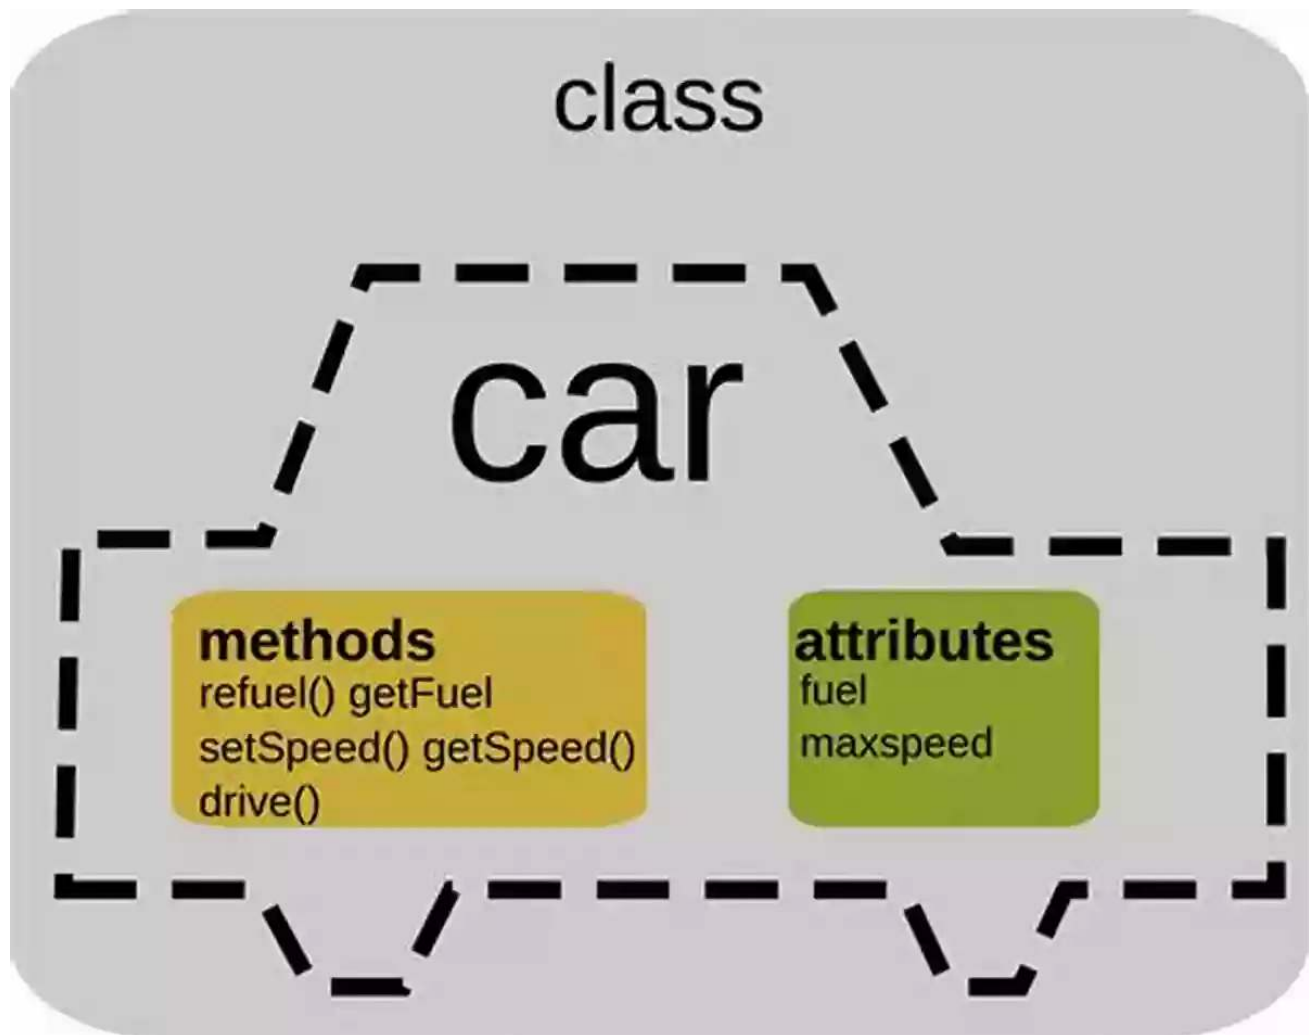 class
car
methods
refuel() getFuel
setSpeed() getSpeed()
drive()
attributes
fuel
maxspeed